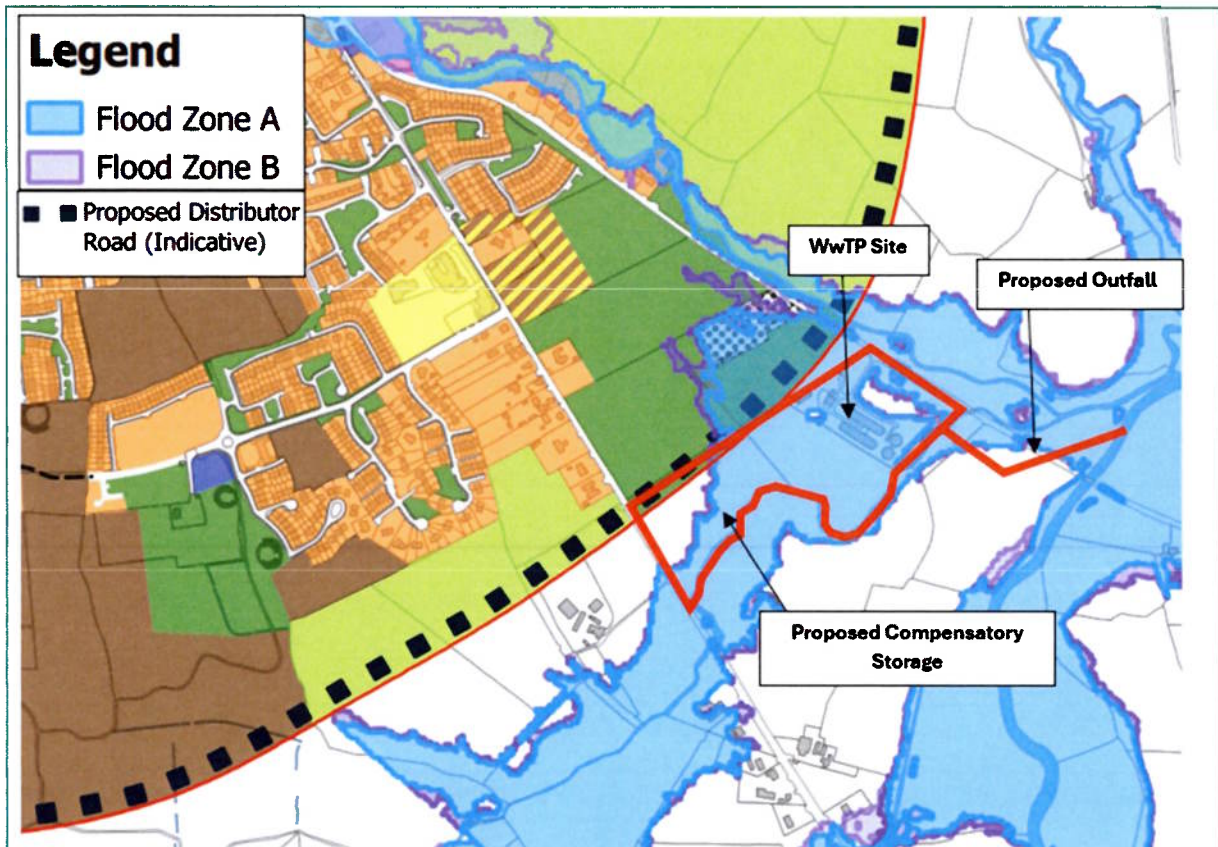 Legend
Flood Zone A
Flood Zone B
Proposed Distributor
Road (Indicative)
WwTP Site
Proposed Outfall
Proposed Compensatory
Storage